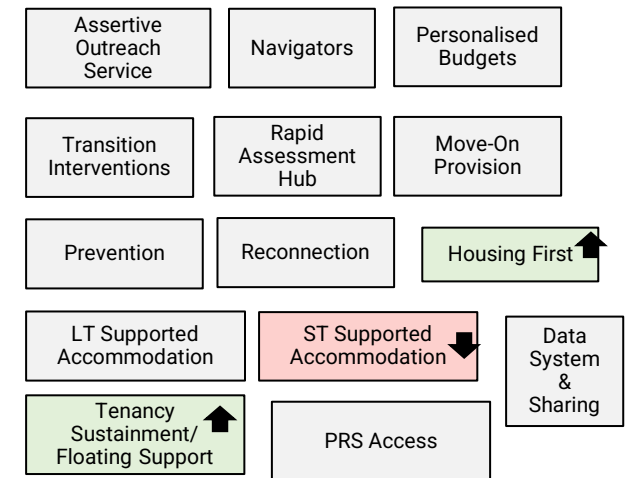 Assertive
Outreach
Service
Navigators
Personalised
Budgets
Transition
Interventions
Rapid
Assessment
Hub
Move-On
Provision
Prevention
Reconnection
Housing First
LT Supported
Accommodation
ST Supported
Accommodation
Data
System
&
Sharing
Tenancy
Sustainment/
Floating Support
PRS Access